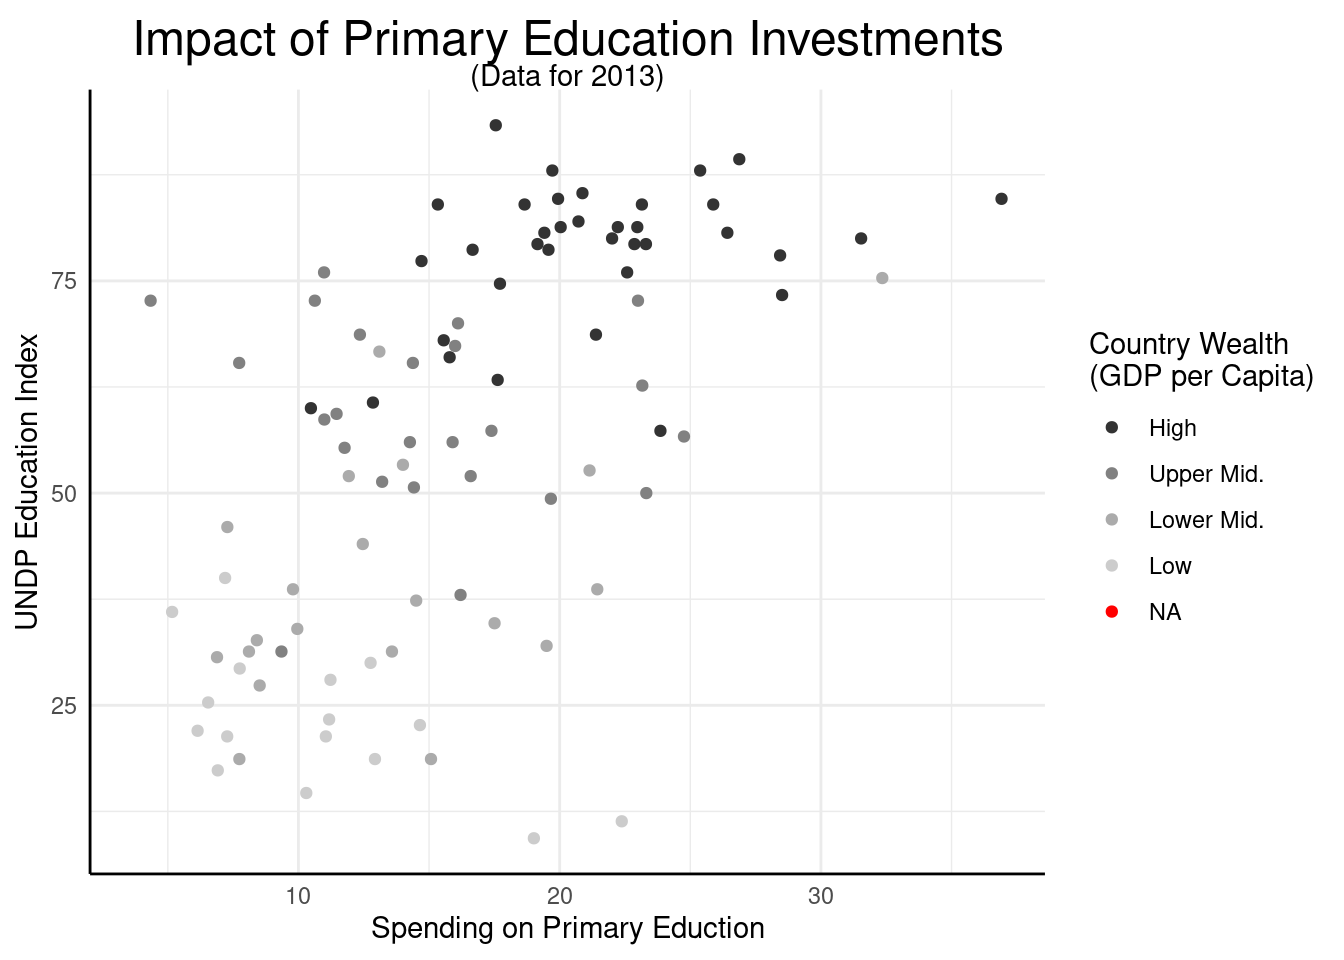 Impact of Primary Education Investments
(Data for 2013)
UNDP Education Index
75
50
25
10
20
30
Spending on Primary Eduction
Country Wealth
(GDP per Capita)
High
Upper Mid.
Lower Mid.
Low
NA